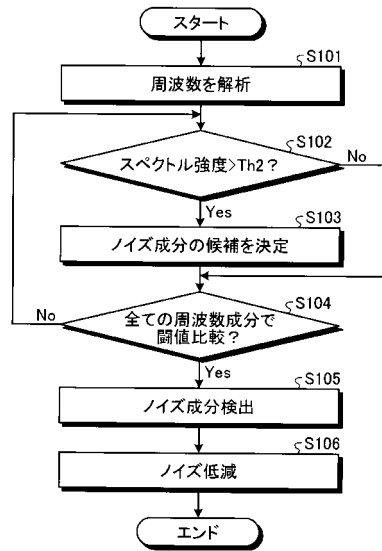 スタート
S101
周波数を解析
S102
スペクトル強度>Th2?
No
Yes
S103
ノイズ成分の候補を決定
S104
全ての周波数成分で
閾値比較?
No
Yes
S105
ノイズ成分検出
S106
ノイズ低減
エンド